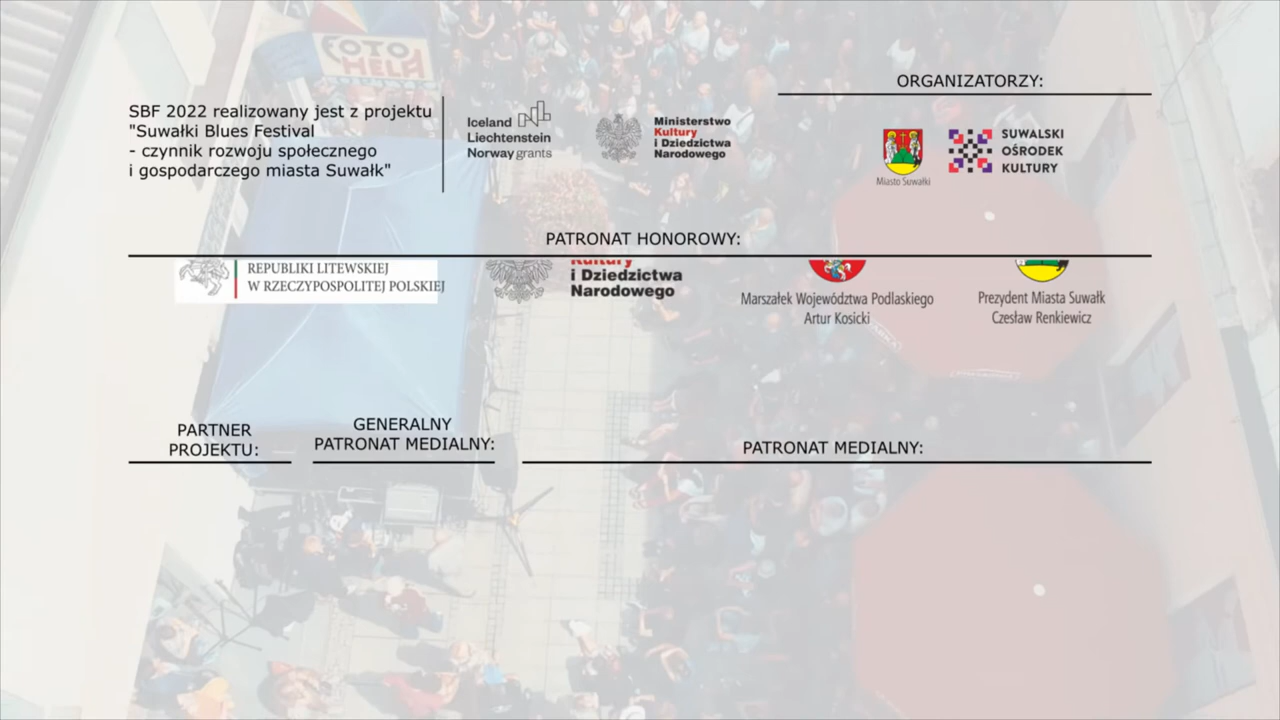 FOTO
HELA
SBF 2022 realizowany jest z projektu
"Suwałki Blues Festival
- czynnik rozwoju społecznego
i gospodarczego miasta Suwałk"
Iceland
Liechtenstein
Norway grants
Ministerstwo
Kultury
i Dziedzictwa
Narodowego
ORGANIZATORZY:
Miasto Suwałki
SUWALSKI
OŚRODEK
KULTURY
PATRONAT HONOROWY:
REPUBLIKI LITEWSKIEJ
W RZECZYPOSPOLITEJ POLSKIEJ
Kultury
i Dziedzictwa
Narodowego
Marszałek Województwa Podlaskiego
Artur Kosicki
Prezydent Miasta Suwałk
Czesław Renkiewicz
PARTNER
PROJEKTU:
GENERALNY
PATRONAT MEDIALNY:
PATRONAT MEDIALNY: